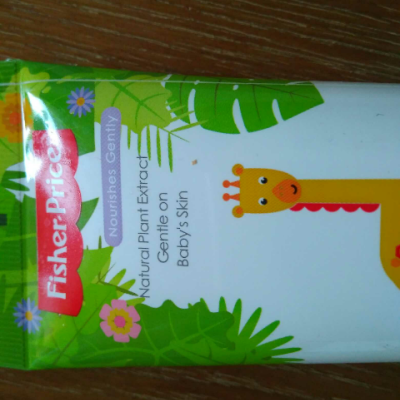 Fisher-Price
Nourishes Gently
Natural Plant Extract
Gentle on
Baby's Skin